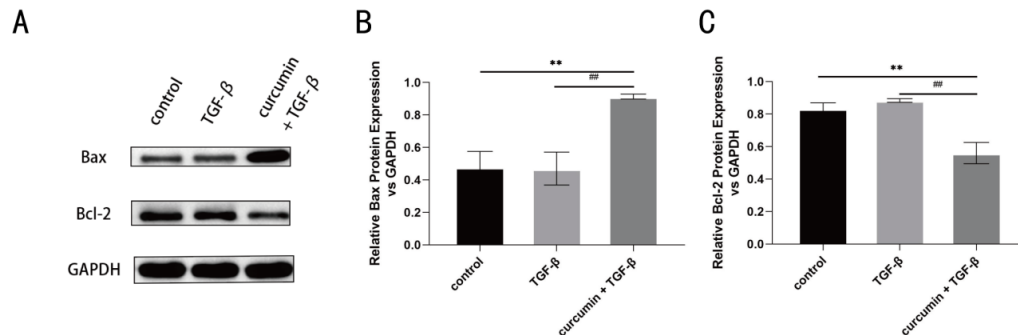 A
control
TGF-β
curcumin
+ TGF-β
Bax
Bcl-2
GAPDH
B
**
##
Relative Bax Protein Expression
vs GAPDH
1.0
0.8
0.6
0.4
0.2
0.0
control
TGF-β
curcumin + TGF-β
C
**
##
Relative Bcl-2 Protein Expression
vs GAPDH
1.0
0.8
0.6
0.4
0.2
0.0
control
TGF-β
curcumin + TGF-β